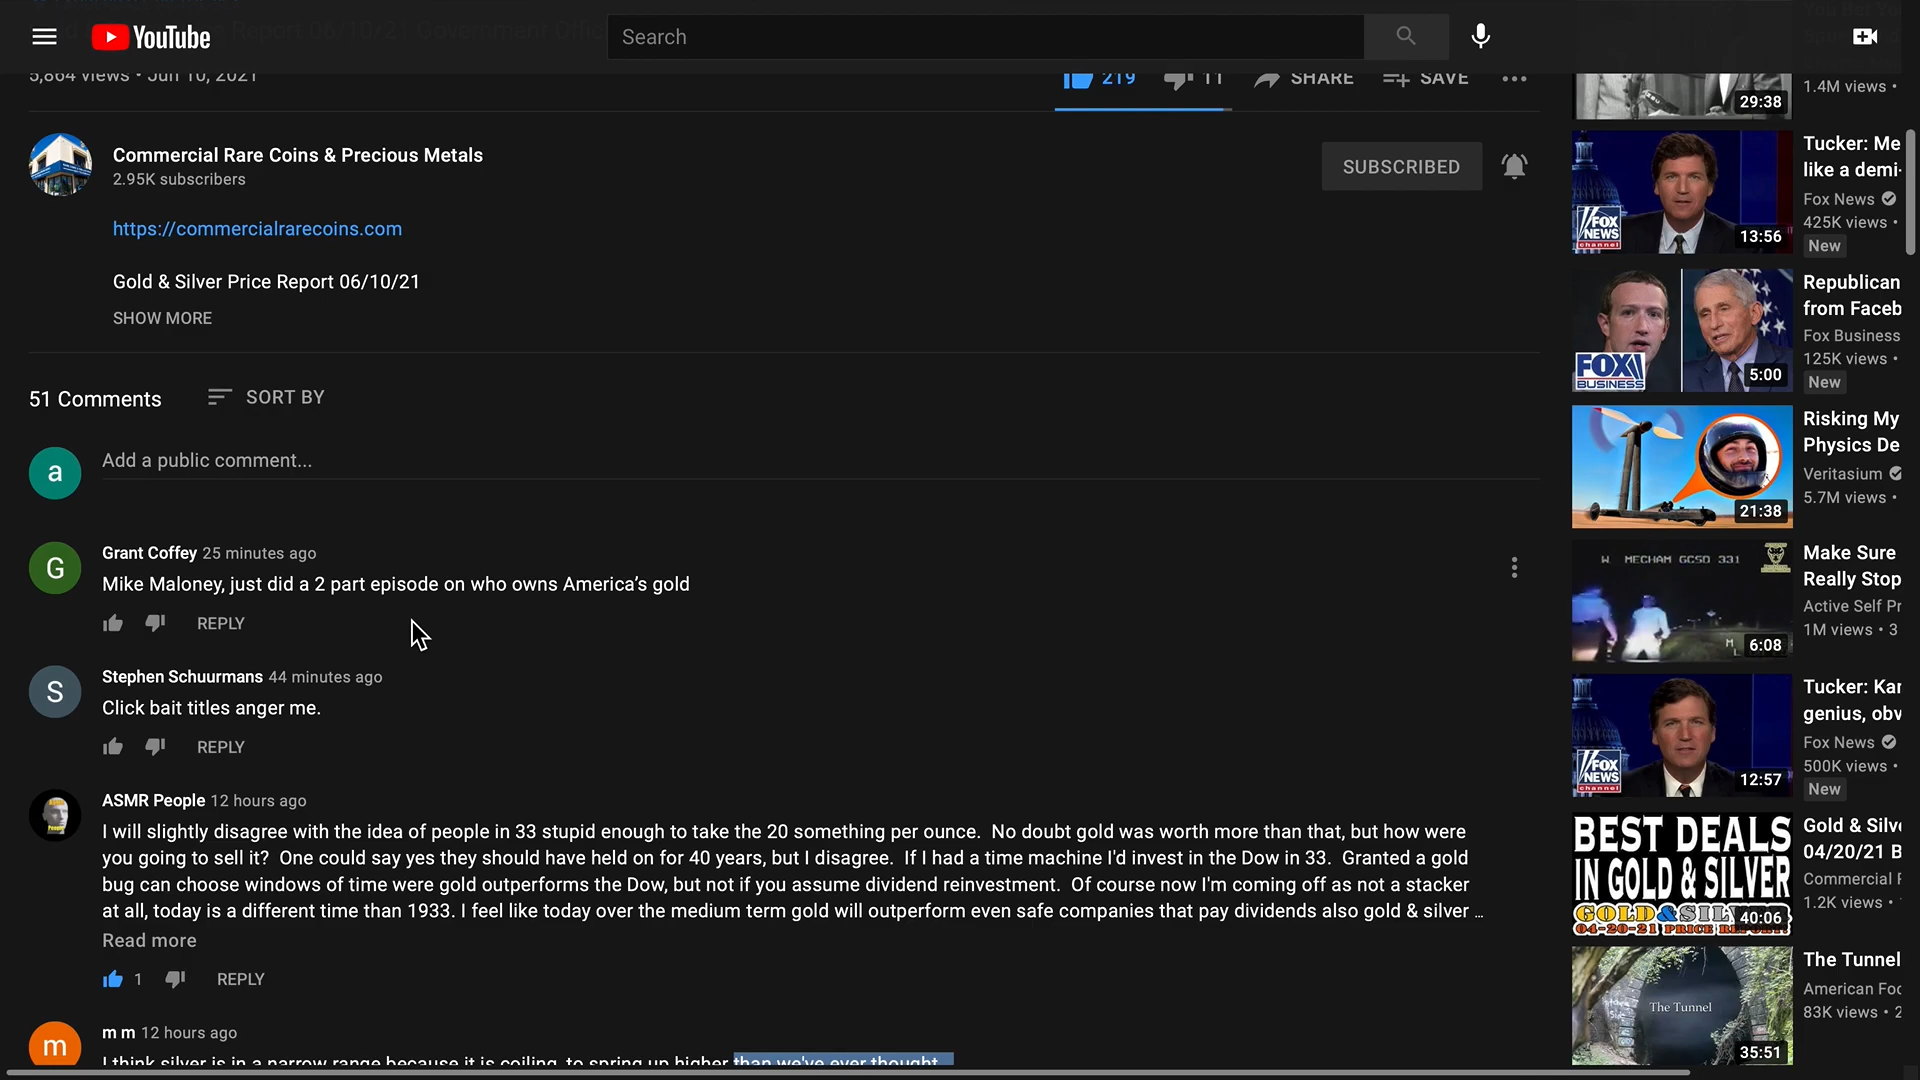 YouTube
Search
5,864 views • Jun 10, 2021
219
11
SHARE
SAVE
Commercial Rare Coins & Precious Metals
2.95K subscribers
SUBSCRIBED
https://commercialrarecoins.com
Gold & Silver Price Report 06/10/21
SHOW MORE
51 Comments
SORT BY
a
Add a public comment...
G
Grant Coffey 25 minutes ago
Mike Maloney, just did a 2 part episode on who owns America’s gold
REPLY
S
Stephen Schuurmans 44 minutes ago
Click bait titles anger me.
REPLY
ASMR People 12 hours ago
I will slightly disagree with the idea of people in 33 stupid enough to take the 20 something per ounce.  No doubt gold was worth more than that, but how were
you going to sell it?  One could say yes they should have held on for 40 years, but I disagree.  If I had a time machine I'd invest in the Dow in 33.  Granted a gold
bug can choose windows of time were gold outperforms the Dow, but not if you assume dividend reinvestment.  Of course now I'm coming off as not a stacker
at all, today is a different time than 1933. I feel like today over the medium term gold will outperform even safe companies that pay dividends also gold & silver ...
Read more
1
REPLY
m
m m 12 hours ago
I think silver is in a narrow range because it is coiling, to spring up higher than we've ever thought
29:38
1.4M views •
FOX NEWS channel
13:56
Tucker: Me
like a demi-
Fox News
425K views •
New
FOX BUSINESS
5:00
Republican
from Faceb
Fox Business
125K views •
New
21:38
Risking My
Physics De
Veritasium
5.7M views •
W. MECHAM GCSO 331
6:08
Make Sure
Really Stop
Active Self Pr
1M views • 3
FOX NEWS channel
12:57
Tucker: Kar
genius, obv
Fox News
500K views •
New
BEST DEALS
IN GOLD & SILVER
GOLD & SIL
04-20-21 PRICE REPORT!
40:06
Gold & Silve
04/20/21 B
Commercial F
1.2K views •
The Tunnel
35:51
The Tunnel
American Foc
83K views • 2